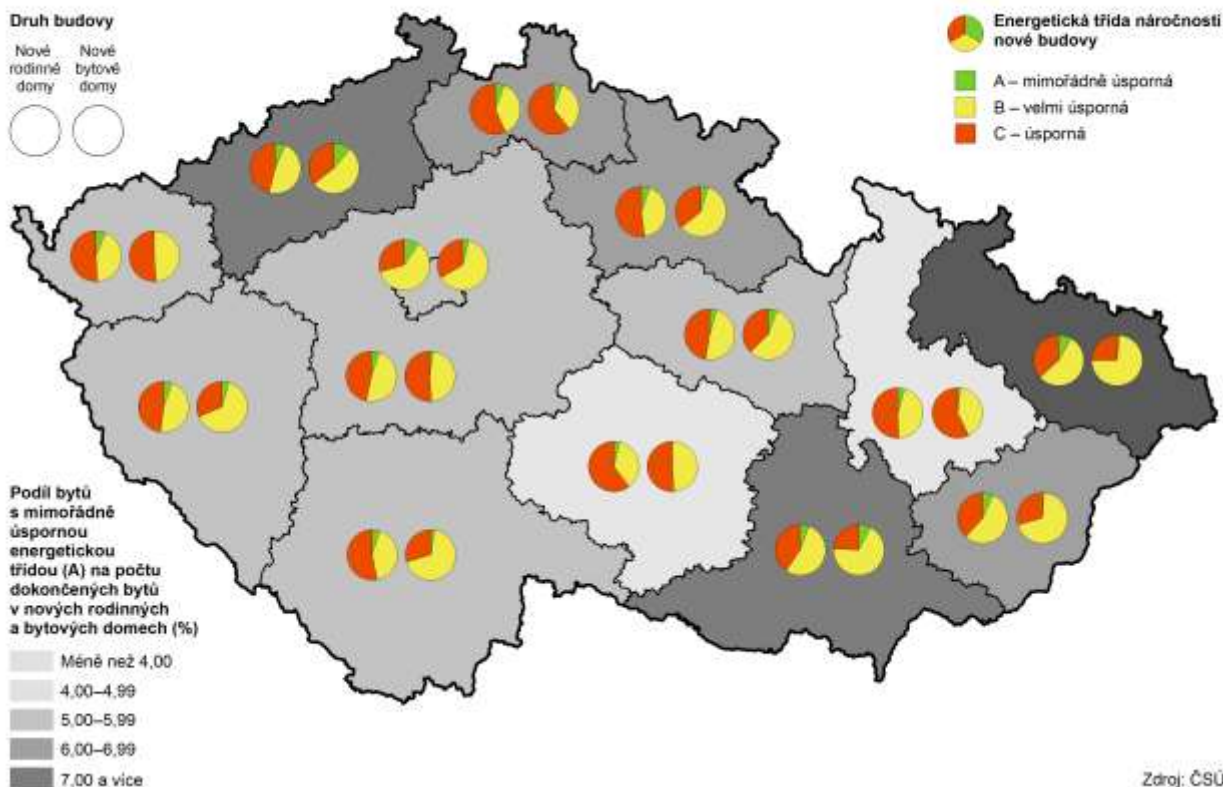 Druh budovy
Nové
rodinné
domy
Nové
bytové
domy
Energetická třída náročnosti
nové budovy
A – mimořádně úsporná
B – velmi úsporná
C – úsporná
Podíl bytů
s mimořádně
úspornou
energetickou
třídou (A) na počtu
dokončených bytů
v nových rodinných
a bytových domech (%)
Méně než 4,00
4,00–4,99
5,00–5,99
6,00–6,99
7,00 a více
Zdroj: ČSÚ